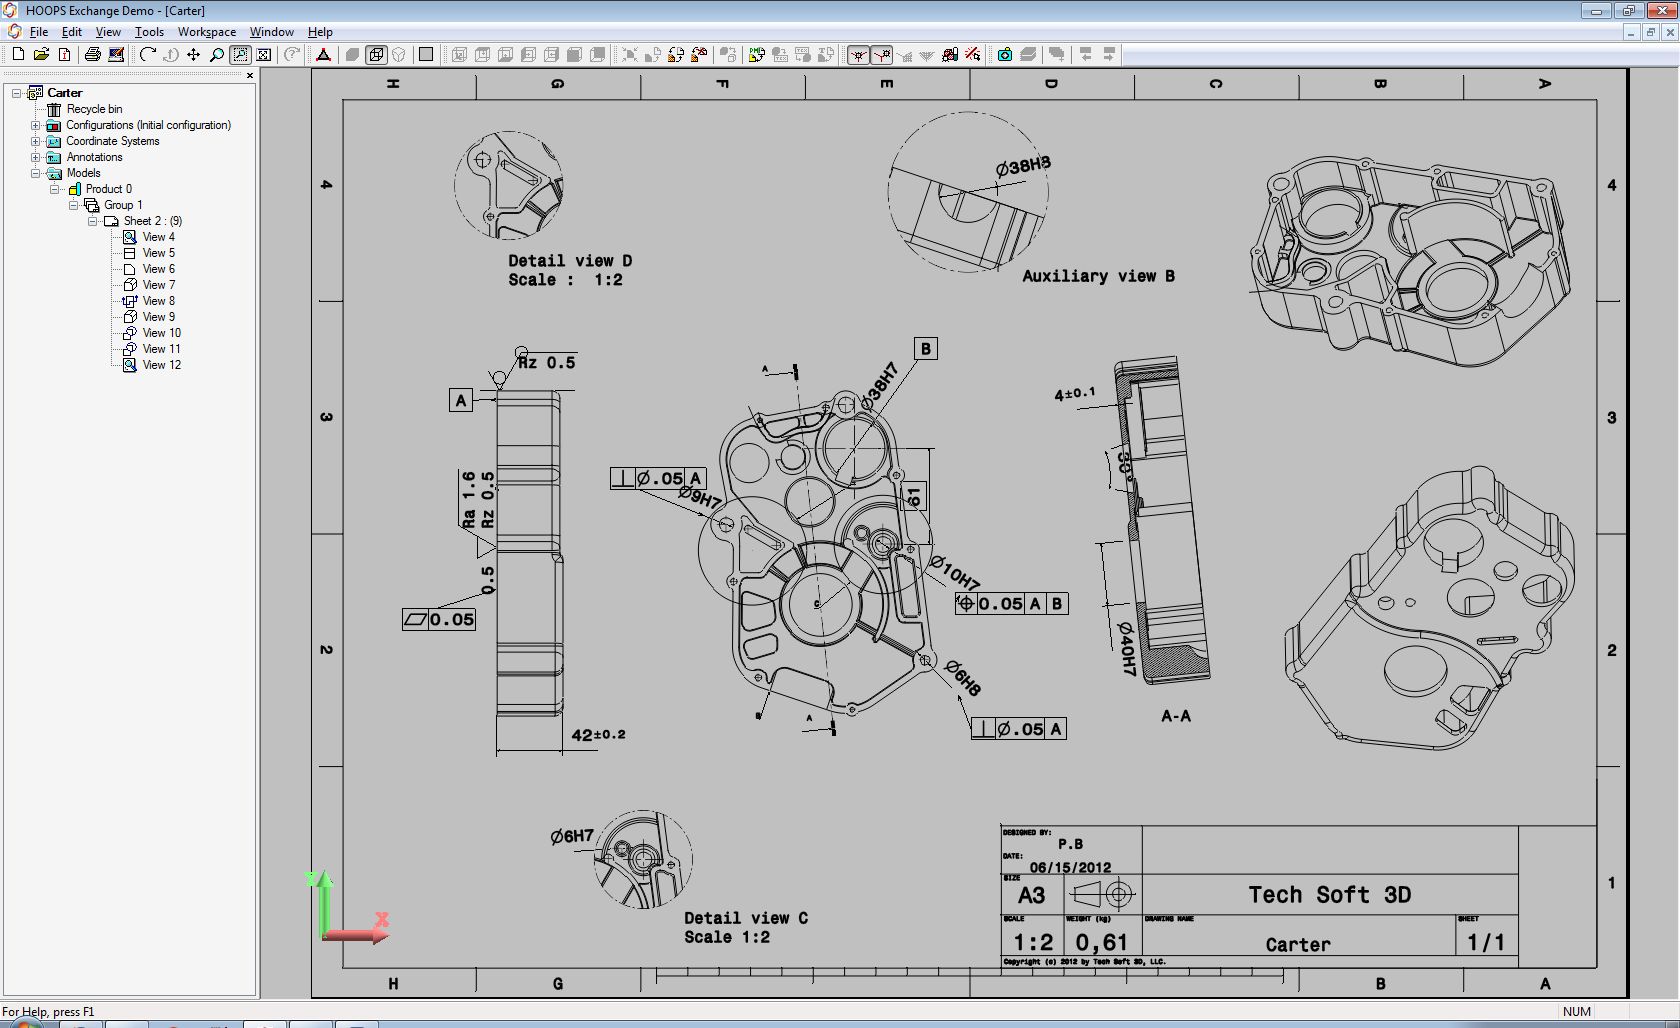 HOOPS Exchange Demo - [Carter]
File Edit View Tools Workspace Window Help
Carter
Recycle bin
Configurations (Initial configuration)
Coordinate Systems
Annotations
Models
Product 0
Group 1
Sheet 2 : (9)
View 4
View 5
View 6
View 7
View 8
View 9
View 10
View 11
View 12
H G F E D C B A
4
4
Ø38H8
Detail view D
Scale : 1:2
Auxiliary view B
B
Rz 0.5
A
A
Ø38H7
4±0.1
3
3
Ra 1.6
Rz 0.5
⊥ Ø.05 A
Ø9H7
61
30°
0.5
▱ 0.05
C
Ø10H7
⌖ 0.05 A B
Ø40H7
2
2
Ø6H8
B
A
⊥ Ø.05 A
A-A
42±0.2
Ø6H7
Detail view C
Scale 1:2
DESIGNED BY:
P.B
DATE:
06/15/2012
SIZE
A3
Tech Soft 3D
1
SCALE
WEIGHT (kg)
DRAWING NAME
SHEET
1:2
0,61
Carter
1/1
Copyright (c) 2012 by Tech Soft 3D, LLC.
Y
X
H G B A
For Help, press F1
NUM